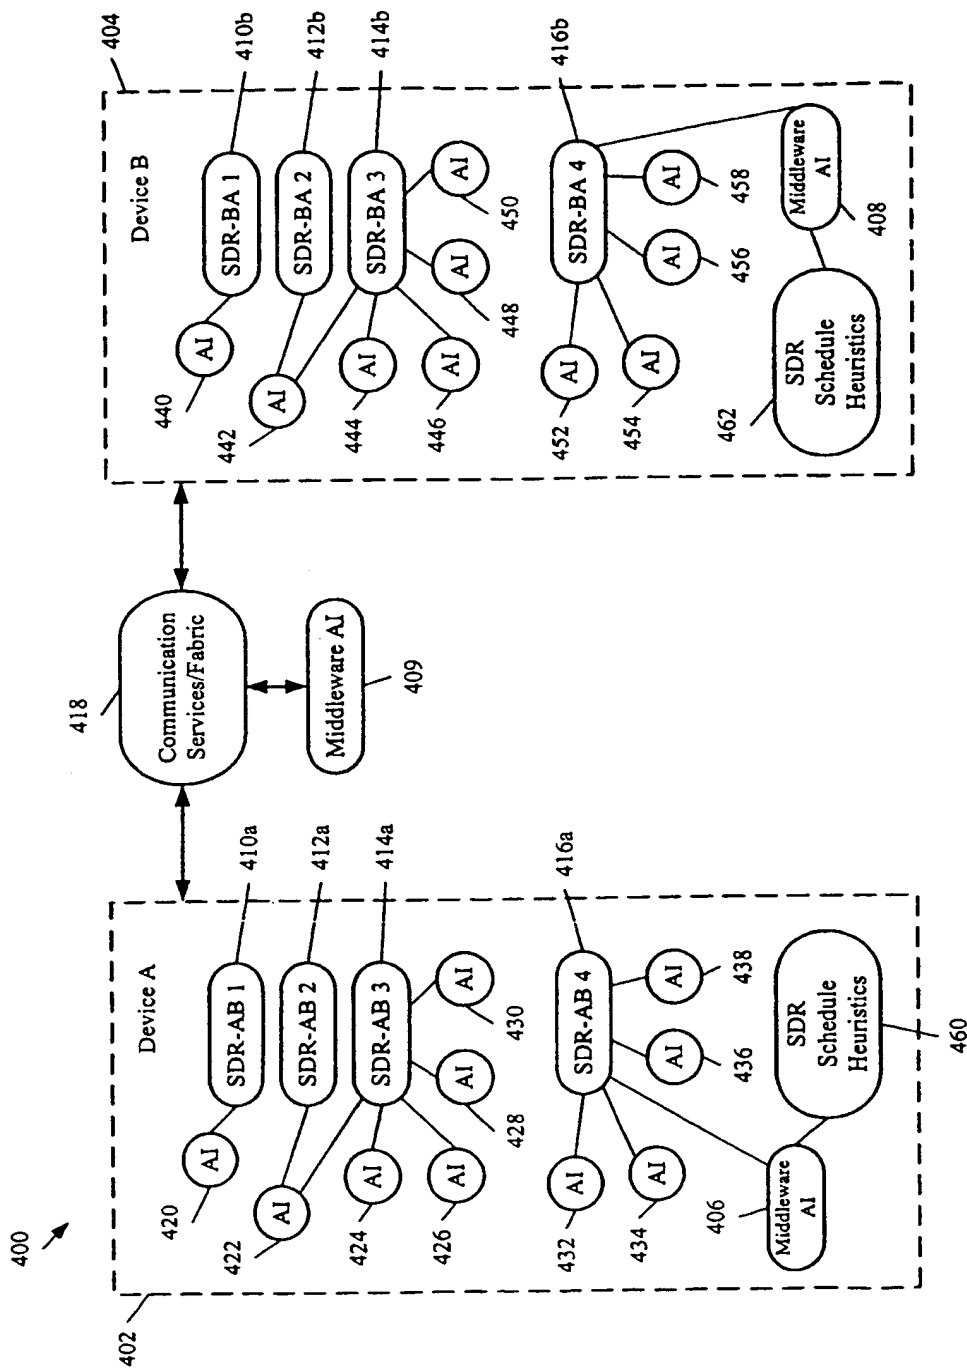 400
402
Device A
SDR-AB 1
410a
AI
420
SDR-AB 2
412a
AI
422
SDR-AB 3
414a
AI
424
AI
426
AI
428
AI
430
SDR-AB 4
416a
AI
432
AI
434
AI
436
AI
438
Middleware
AI
406
SDR
Schedule
Heuristics
460
418
Communication
Services/Fabric
Middleware AI
409
404
Device B
SDR-BA 1
410b
AI
440
SDR-BA 2
412b
AI
442
SDR-BA 3
414b
AI
444
AI
446
AI
448
AI
450
SDR-BA 4
416b
AI
452
AI
454
AI
456
AI
458
462
SDR
Schedule
Heuristics
Middleware
AI
408